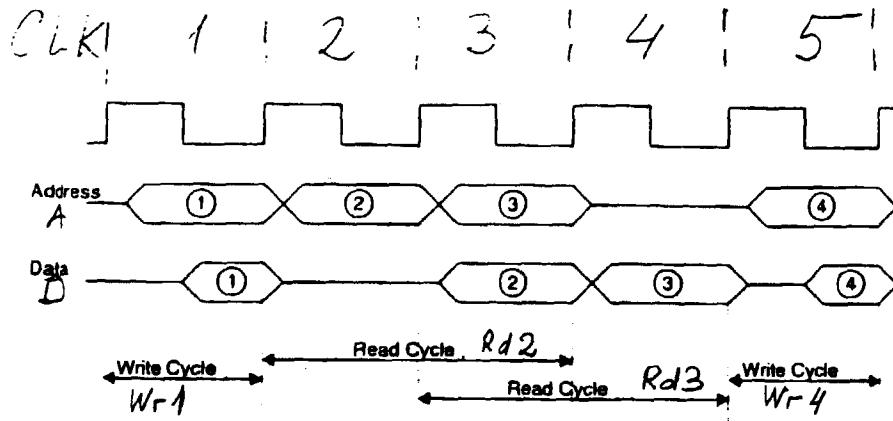 CLK 1 2 3 4 5
Address ① ② ③ ④
A
Data ① ② ③ ④
D
Read Cycle Rd2
Write Cycle Write Cycle
Wr1 Read Cycle Rd3 Wr4